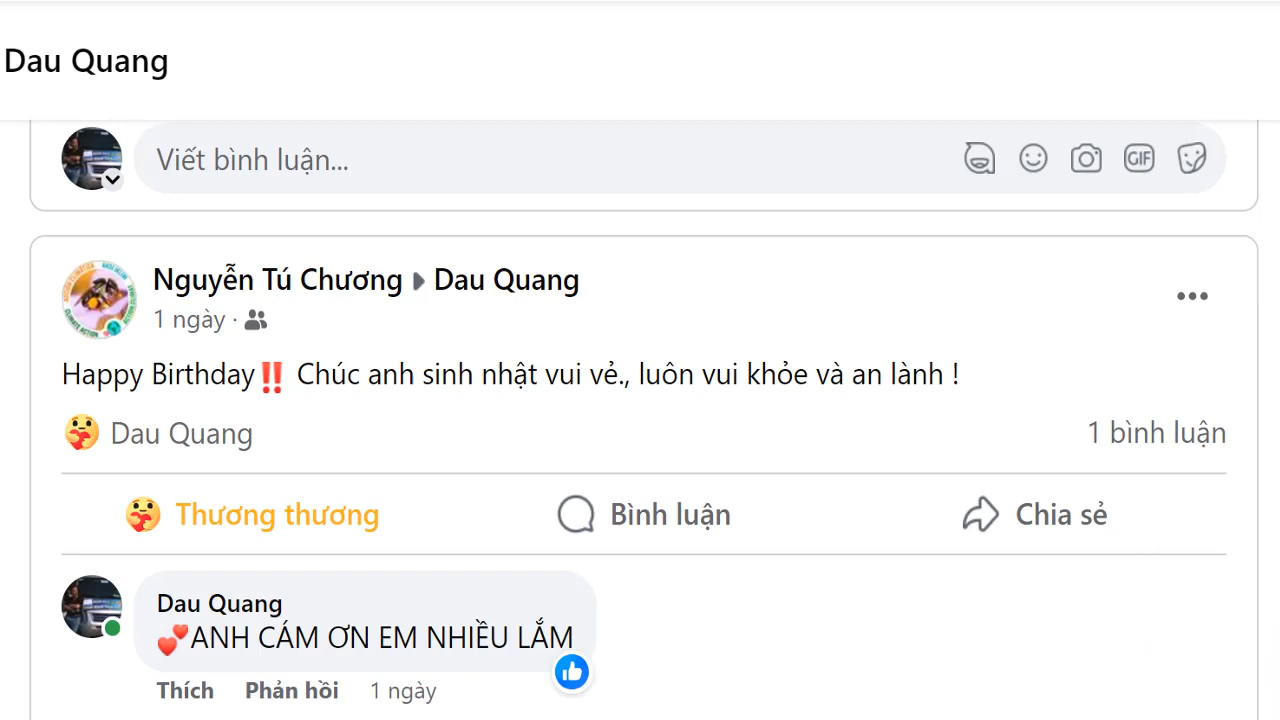 Dau Quang
Viết bình luận...
GIF
Nguyễn Tú Chương Dau Quang
1 ngày ·
Happy Birthday‼️ Chúc anh sinh nhật vui vẻ., luôn vui khỏe và an lành !
Dau Quang
1 bình luận
Thương thương
Bình luận
Chia sẻ
Dau Quang
💕ANH CÁM ƠN EM NHIỀU LẮM
Thích Phản hồi 1 ngày